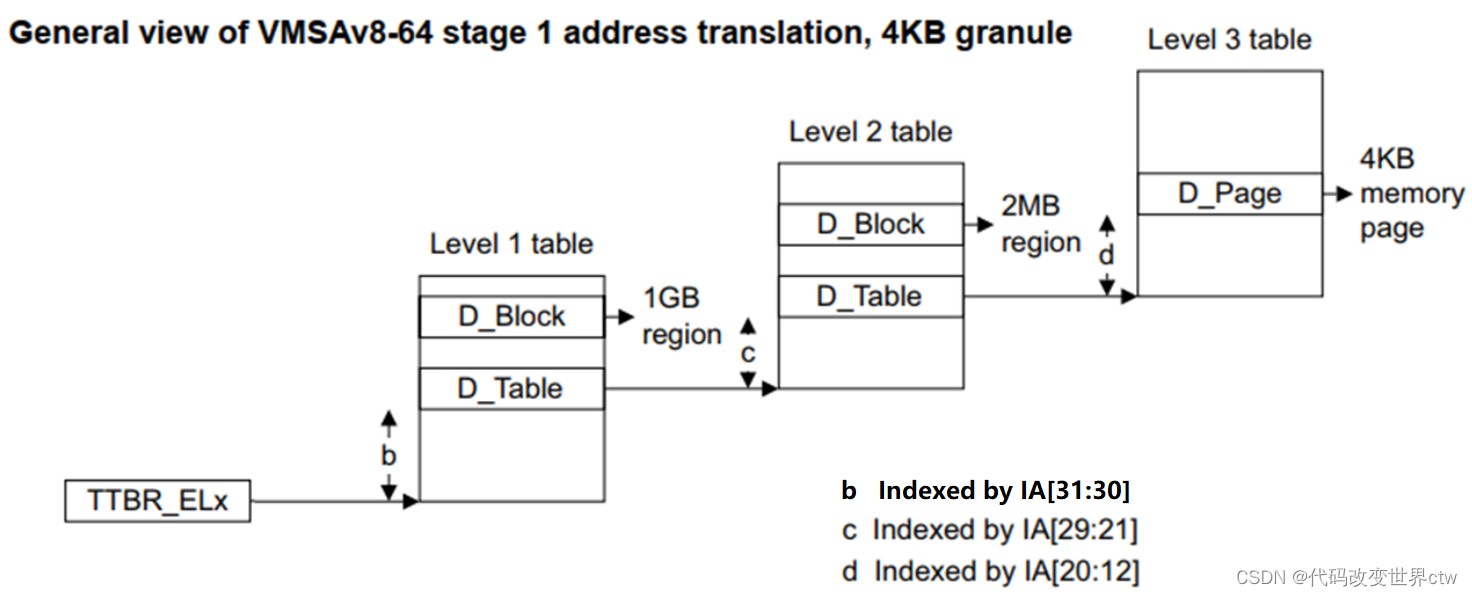 General view of VMSAv8-64 stage 1 address translation, 4KB granule
Level 3 table
Level 2 table
4KB
memory
page
D_Page
2MB
region
D_Block
d
Level 1 table
D_Table
1GB
region
D_Block
c
D_Table
b
TTBR_ELx
b Indexed by IA[31:30]
c Indexed by IA[29:21]
d Indexed by IA[20:12]
CSDN @代码改变世界ctw